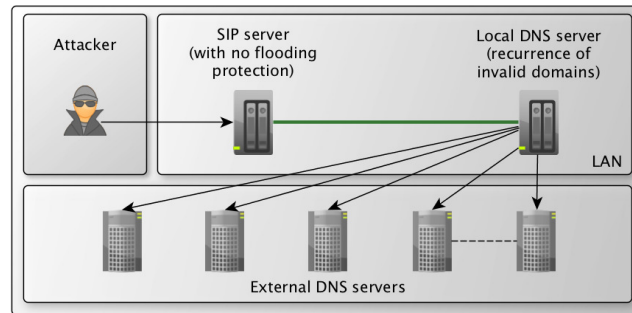 Attacker
SIP server
(with no flooding
protection)
Local DNS server
(recurrence of
invalid domains)
LAN
External DNS servers